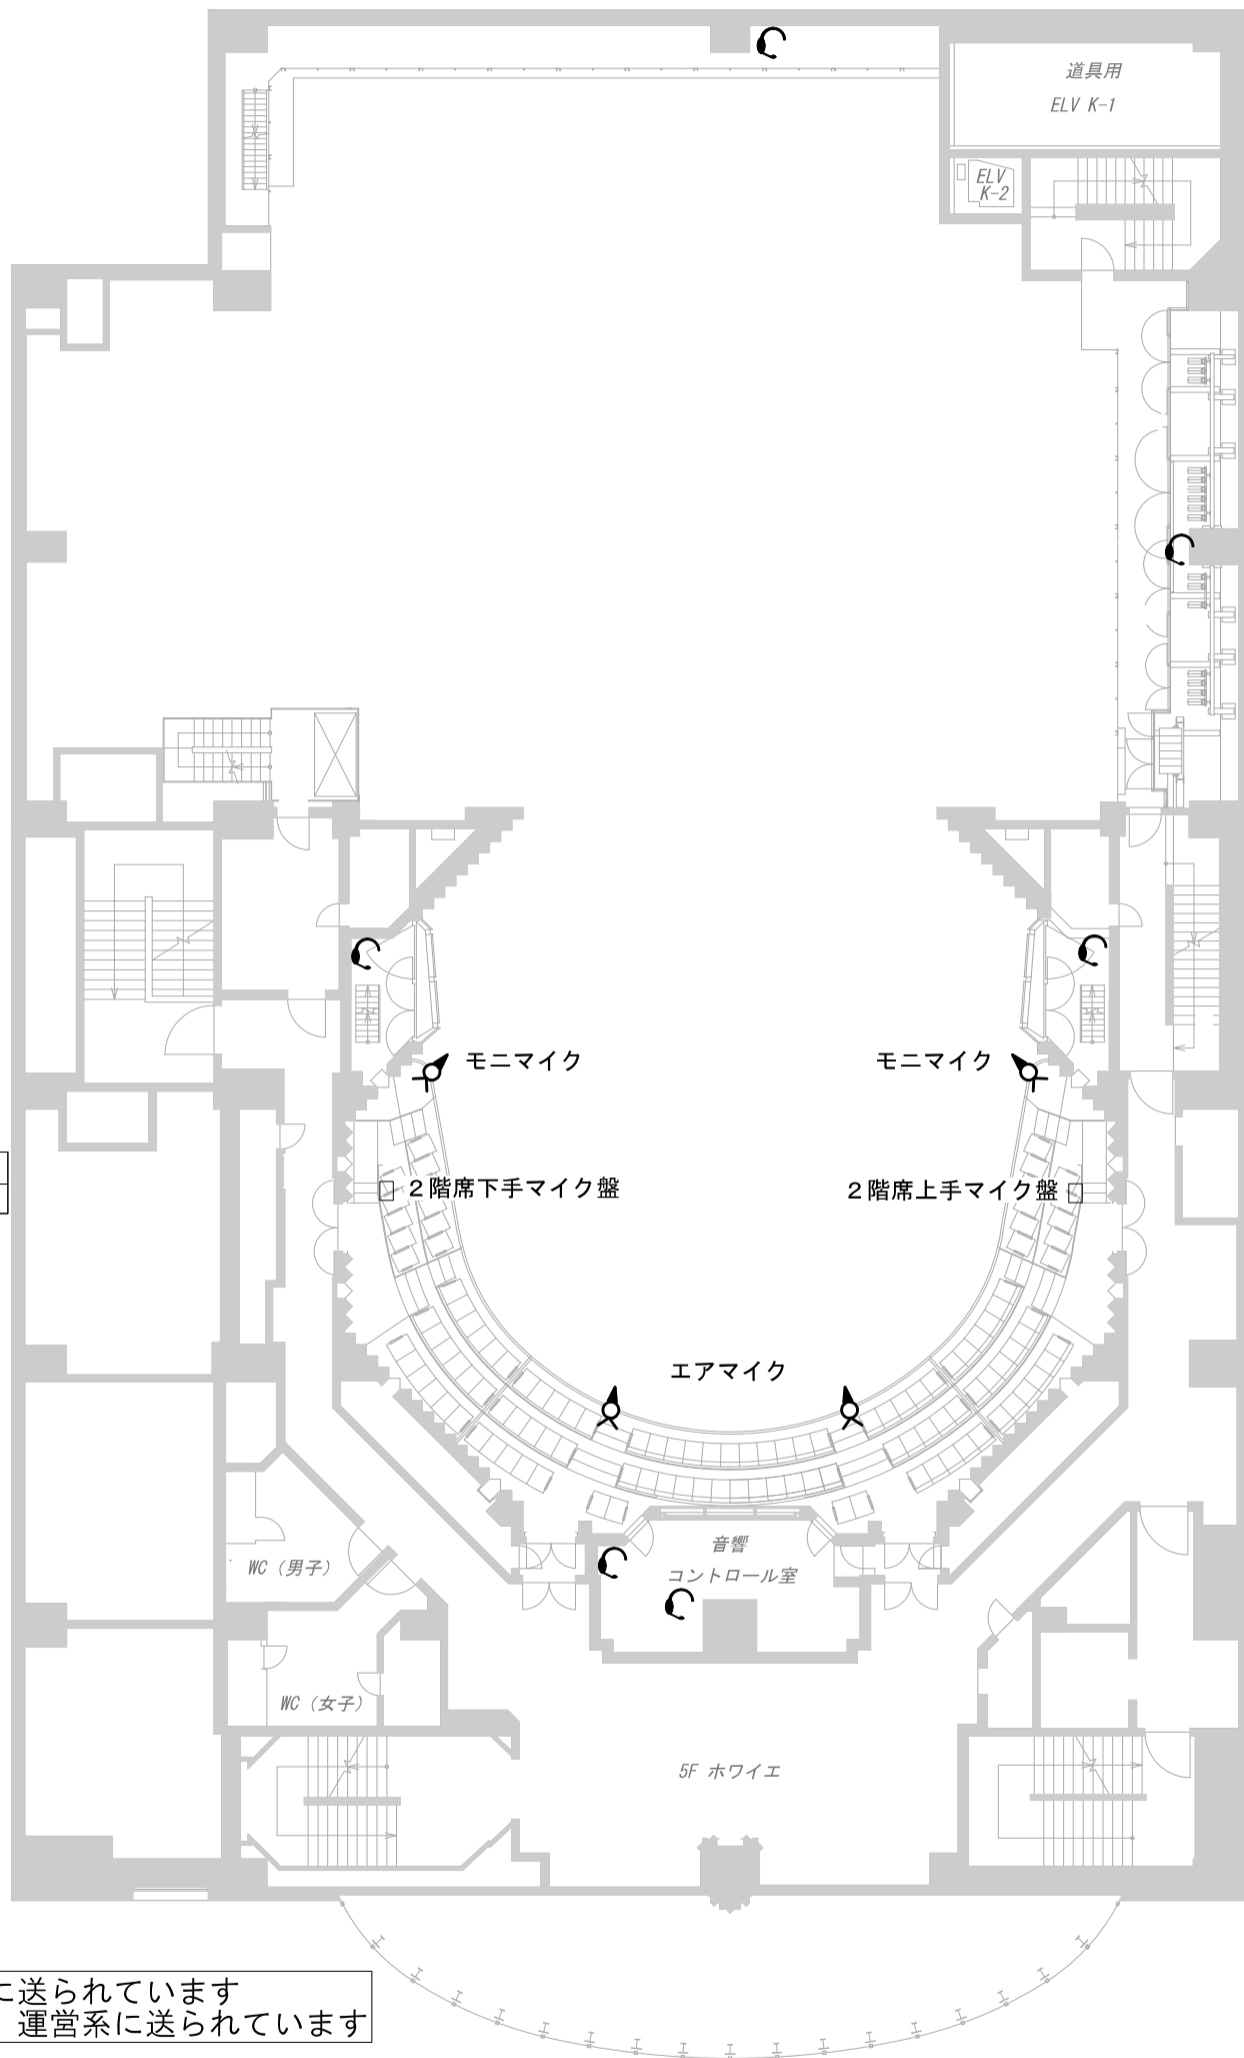 道具用
ELV K-1
ELV
K-2
モニマイク
モニマイク
２階席下手マイク盤
２階席上手マイク盤
エアマイク
音響
コントロール室
WC（男子）
WC（女子）
5F ホワイエ
に送られています
運営系に送られています